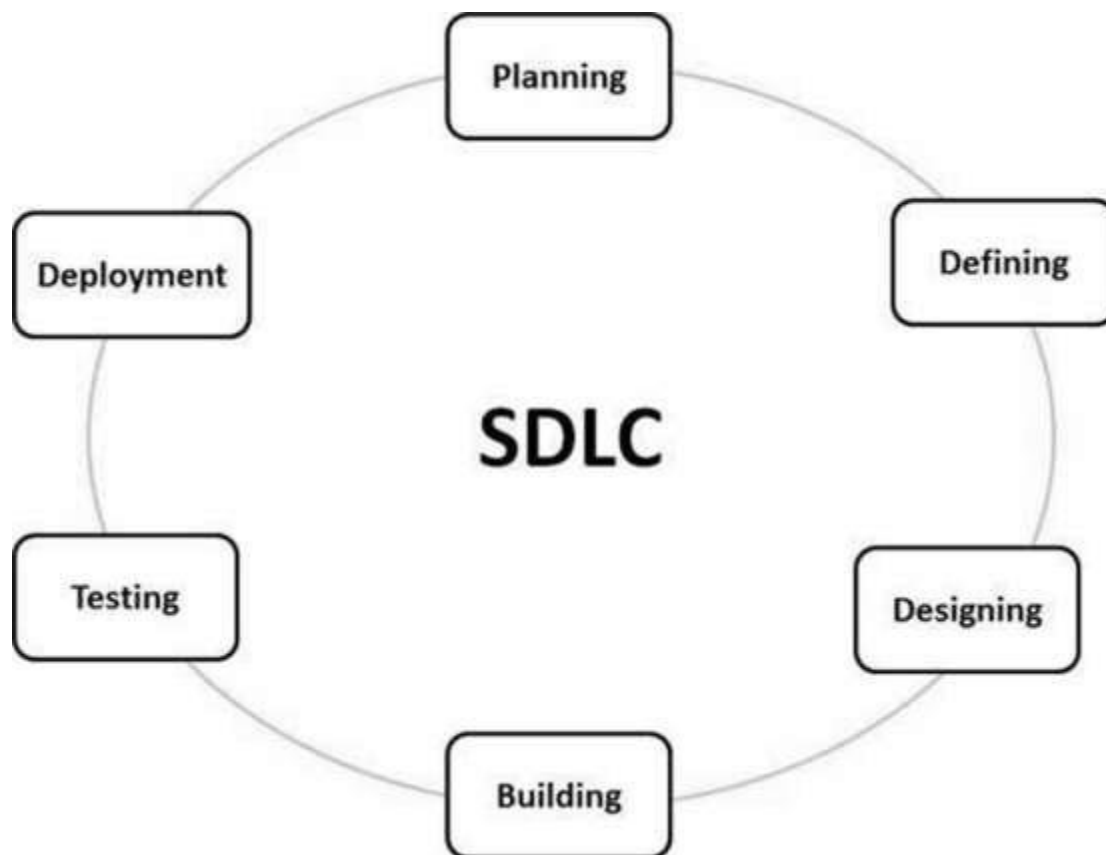 Planning
Defining
Designing
Building
Testing
Deployment
SDLC